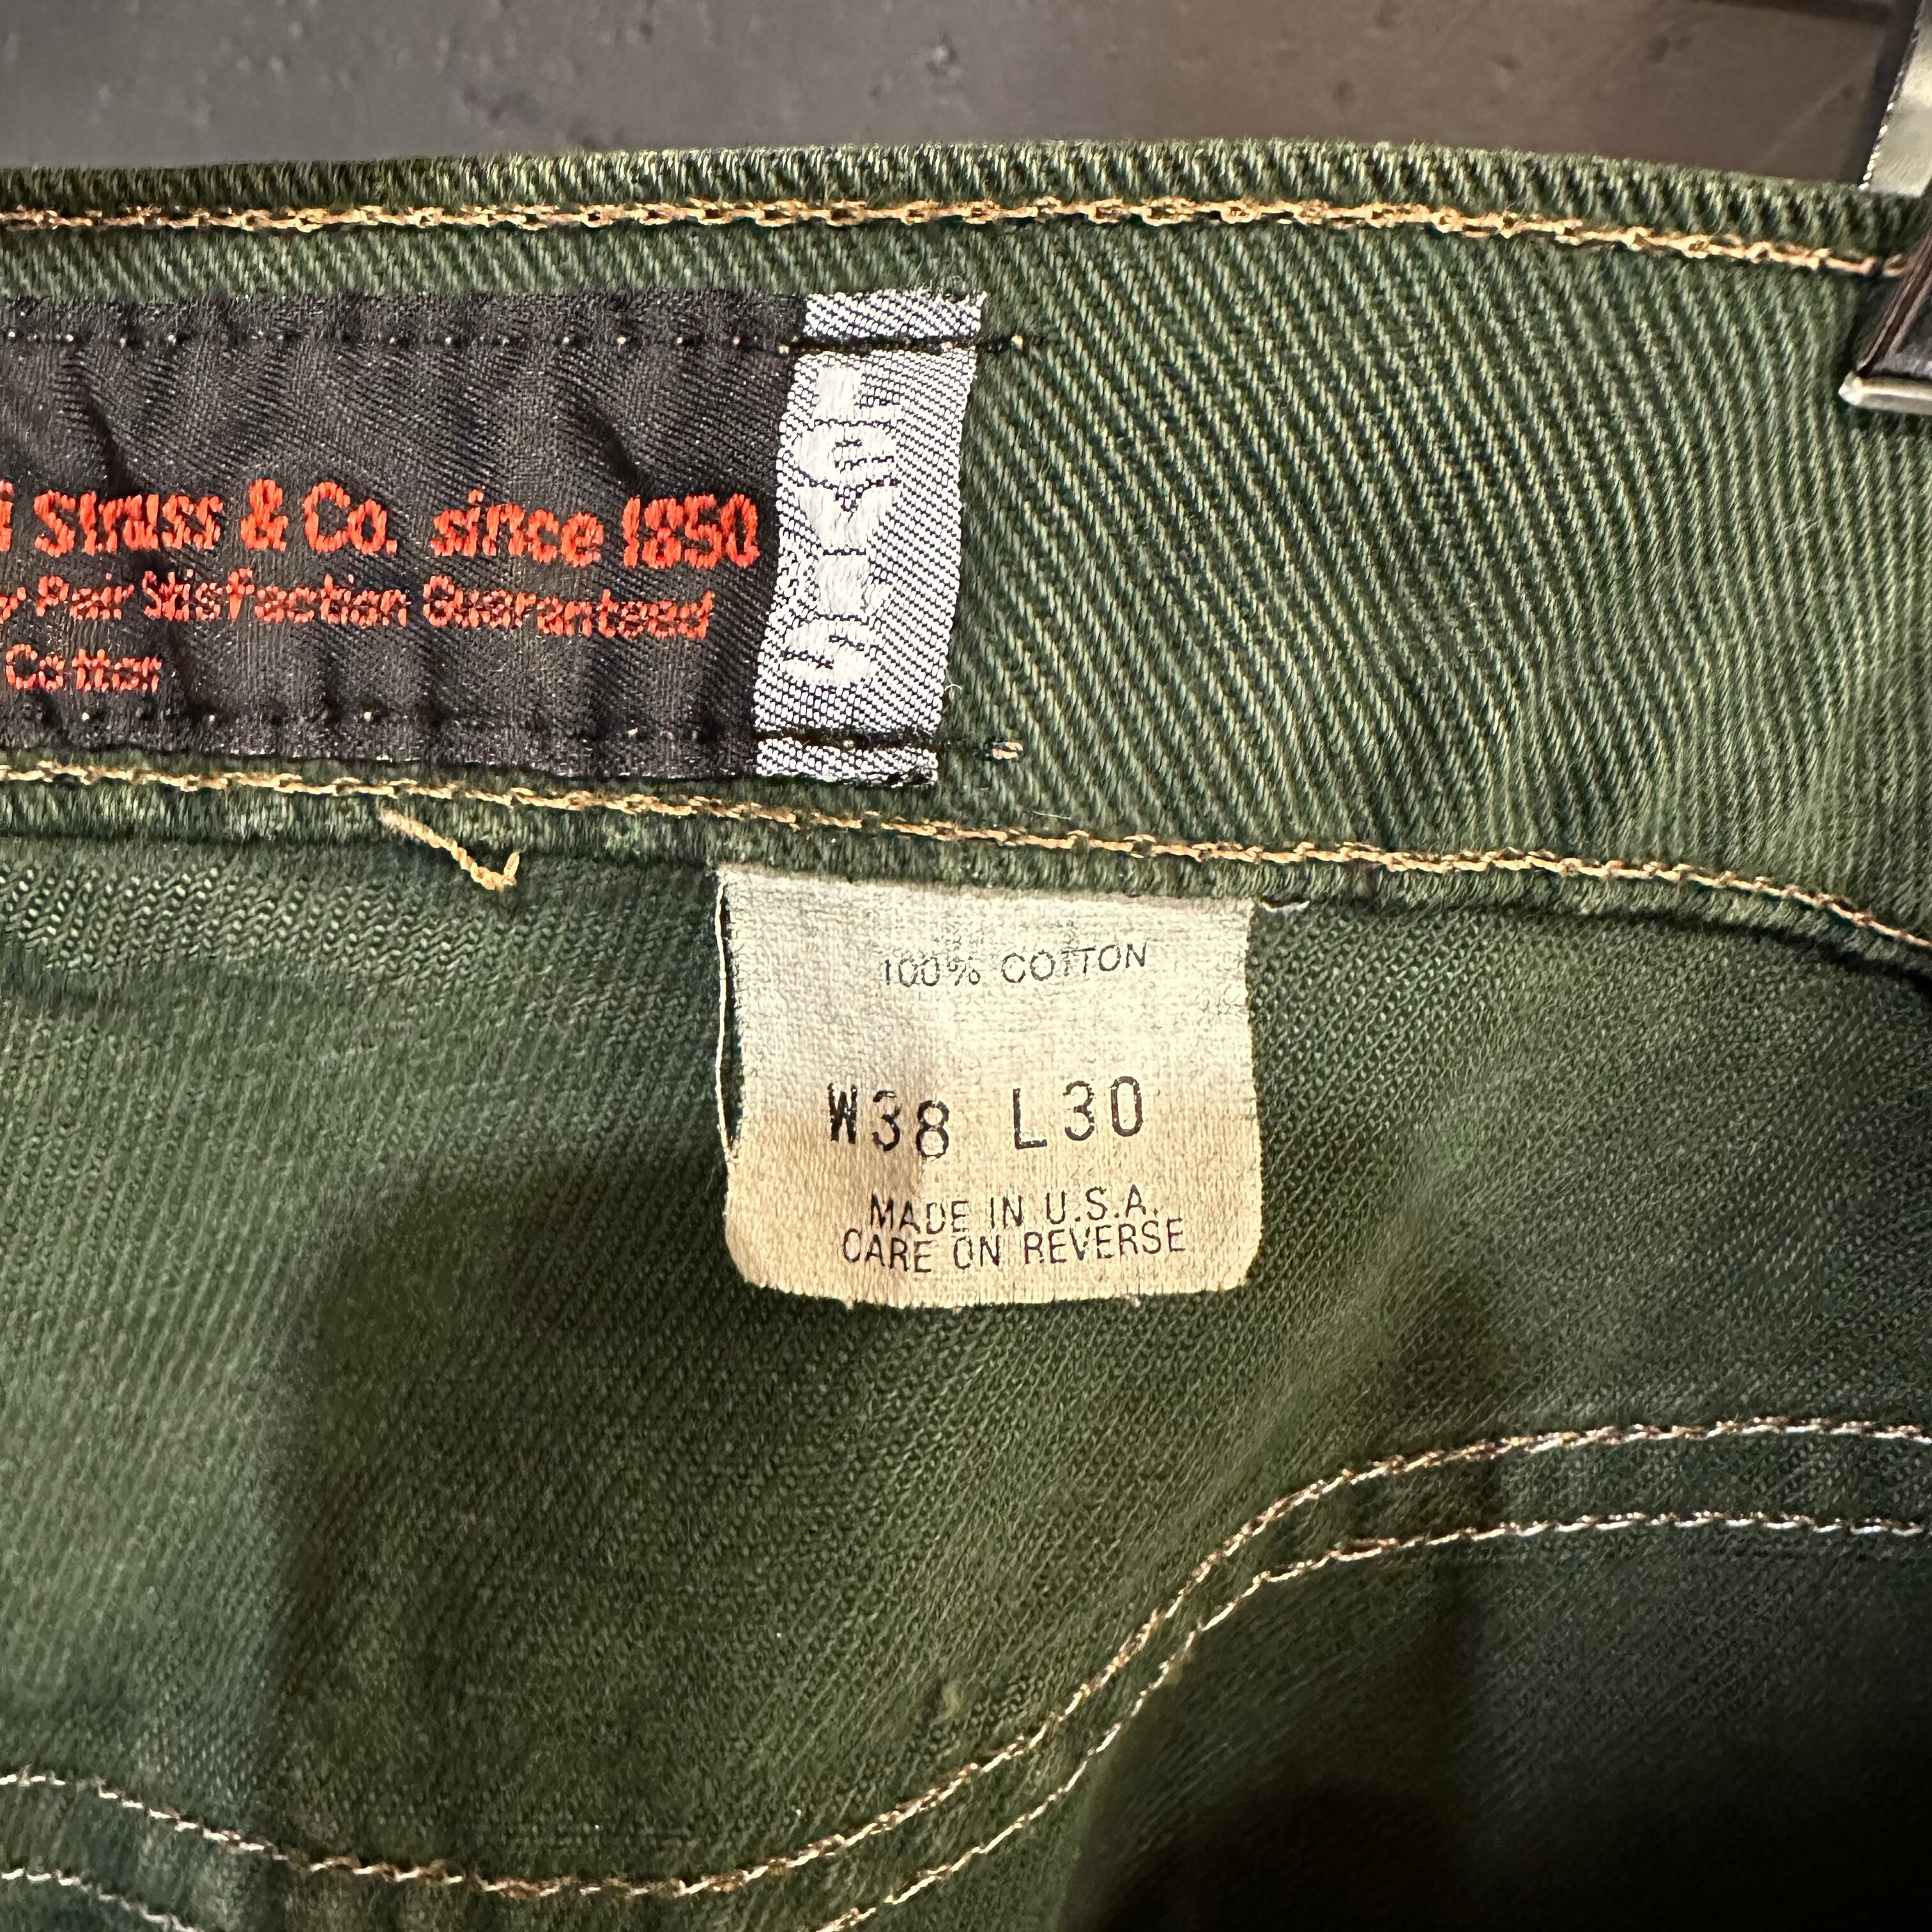 i Strauss & Co. since 1850
y Pair Satisfaction Guaranteed
Cotton
100% COTTON
W38 L30
MADE IN U.S.A.
CARE ON REVERSE